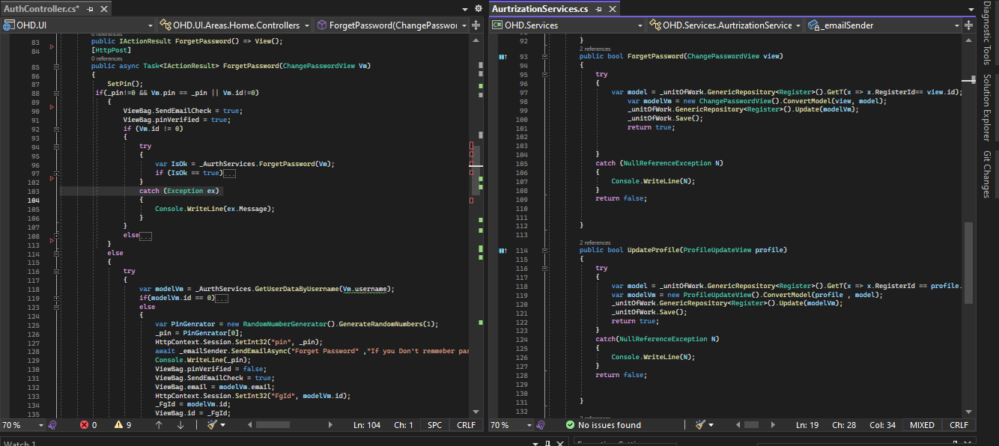 AuthController.cs*
OHD.UI
OHD.UI.Areas.Home.Controllers
ForgetPassword(ChangePasswor
0 references
83 public IActionResult ForgetPassword() => View();
84 [HttpPost]
0 references
85 public async Task<IActionResult> ForgetPassword(ChangePasswordView Vm)
86 {
87 SetPin();
88 if(_pin!=0 && Vm.pin == _pin || Vm.id!=0)
89 {
90 ViewBag.SendEmailCheck = true;
91 ViewBag.pinVerified = true;
92 if (Vm.id != 0)
93 {
94 try
95 {
96 var IsOk = _AurthServices.ForgetPassword(Vm);
97 if (IsOk == true)...
102 }
103 catch (Exception ex)
104 {
105 Console.WriteLine(ex.Message);
106 }
107 }
108 else...
113 }
114 else
115 {
116 try
117 {
118 var modelVm = _AurthServices.GetUserDataByUsername(Vm.username);
119 if(modelVm.id == 0)...
123 else
124 {
125 var PinGenrator = new RandomNumberGenerator().GenerateRandomNumbers(1);
126 _pin = PinGenrator[0];
127 HttpContext.Session.SetInt32("pin", _pin);
128 await _emailSender.SendEmailAsync("Forget Password" ,"If you Don't remmeber pas
129 Console.WriteLine(_pin);
130 ViewBag.pinVerified = false;
131 ViewBag.SendEmailCheck = true;
132 ViewBag.email = modelVm.email;
133 HttpContext.Session.SetInt32("FgId", modelVm.id);
134 _FgId = modelVm.id;
135 ViewBag.id = _FgId;
70 %
0
9
Ln: 104
Ch: 1
SPC
CRLF
Watch 1
AurtrizationServices.cs
C# OHD.Services
OHD.Services.AurtrizationService
_emailSender
92 }
2 references
93 public bool ForgetPassword(ChangePasswordView view)
94 {
95 try
96 {
97 var model = _unitOfWork.GenericRepository<Register>().GetT(x => x.RegisterId== view.id);
98 var modelVm = new ChangePasswordView().ConvertModel(view, model);
99 _unitOfWork.GenericRepository<Register>().Update(modelVm);
100 _unitOfWork.Save();
101 return true;
102
103
104 }
105 catch (NullReferenceException N)
106 {
107 Console.WriteLine(N);
108 }
109 return false;
110
111
112 }
113
2 references
114 public bool UpdateProfile(ProfileUpdateView profile)
115 {
116 try
117 {
118 var model = _unitOfWork.GenericRepository<Register>().GetT(x => x.RegisterId == profile.
119 var modelVm = new ProfileUpdateView().ConvertModel(profile , model);
120 _unitOfWork.GenericRepository<Register>().Update(modelVm);
121 _unitOfWork.Save();
122 return true;
123 }
124 catch(NullReferenceException N)
125 {
126 Console.WriteLine(N);
127 }
128 return false;
129
130
131 }
132
70 %
No issues found
Ln: 19
Ch: 28
Col: 34
MIXED
CRLF
Diagnostic Tools
Solution Explorer
Git Changes